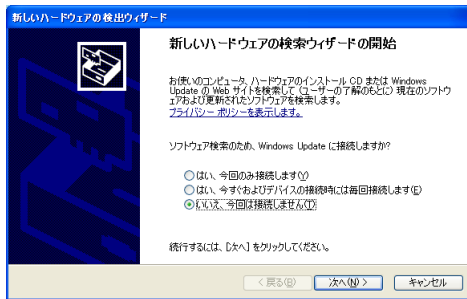 新しいハードウェアの検出ウィザード
新しいハードウェアの検索ウィザードの開始
お使いのコンピュータ、ハードウェアのインストール CD または Windows
Update の Web サイトを検索して (ユーザーの了解のもとに) 現在のソフトウ
ェアおよび更新されたソフトウェアを検索します。
プライバシー ポリシーを表示します。
ソフトウェア検索のため、Windows Update に接続しますか?
はい、今回のみ接続します(Y)
はい、今すぐおよびデバイスの接続時には毎回接続します(E)
いいえ、今回は接続しません(T)
続行するには、[次へ] をクリックしてください。
< 戻る(B) 次へ(N) > キャンセル